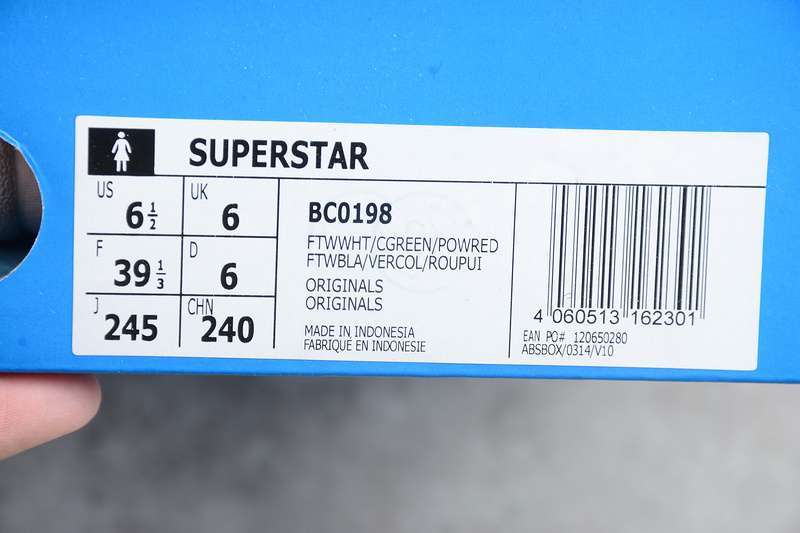 SUPERSTAR
US 6 1/2 UK 6
F 39 1/3 D 6
J 245 CHN 240
BC0198
FTWWHT/CGREEN/POWRED
FTWBLA/VERCOL/ROUPUI
ORIGINALS
ORIGINALS
MADE IN INDONESIA
FABRIQUÉ EN INDONESIE
4 060513 162301
EAN PO# 120650280
ABSBOX/0314/V10